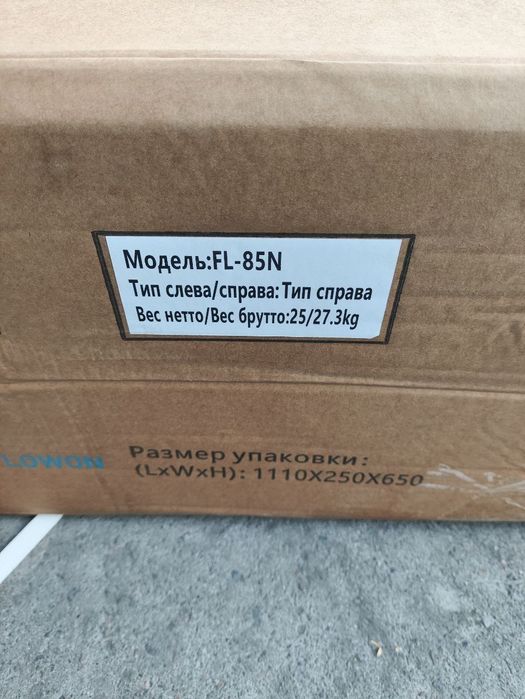 Модель:FL-85N
Тип слева/справа: Тип справа
Вес нетто/Вес брутто:25/27.3kg
LOWON
Размер упаковки:
(LxWxH): 1110X250X650